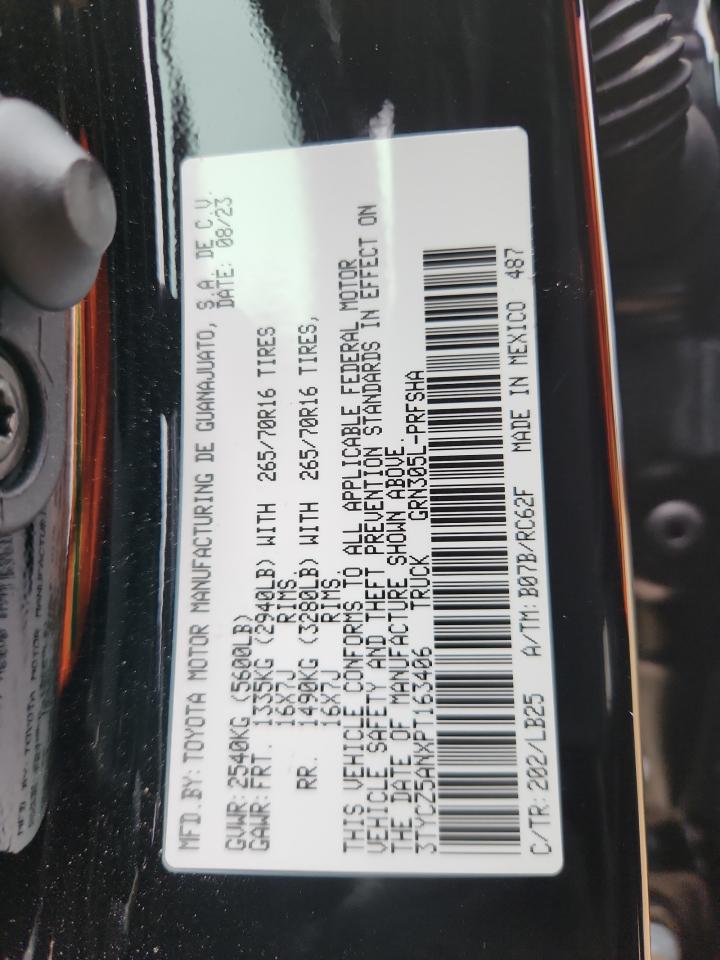 MFD.BY: TOYOTA MOTOR MANUFACTURING DE GUANAJUATO, S.A. DE C.V.
DATE: 08/23
GVWR: 2540KG (5600LB)
GAWR: FRT. 1335KG (2940LB) WITH 265/70R16 TIRES
16X7J RIMS.
RR. 1490KG (3280LB) WITH 265/70R16 TIRES,
16X7J RIMS.
THIS VEHICLE CONFORMS TO ALL APPLICABLE FEDERAL MOTOR
VEHICLE SAFETY AND THEFT PREVENTION STANDARDS IN EFFECT ON
THE DATE OF MANUFACTURE SHOWN ABOVE.
3TYCZ5ANXPT163406 TRUCK GRN305L-PRFSHA
C/TR: 202/LB25 A/TM: B07B/RC62F MADE IN MEXICO 487